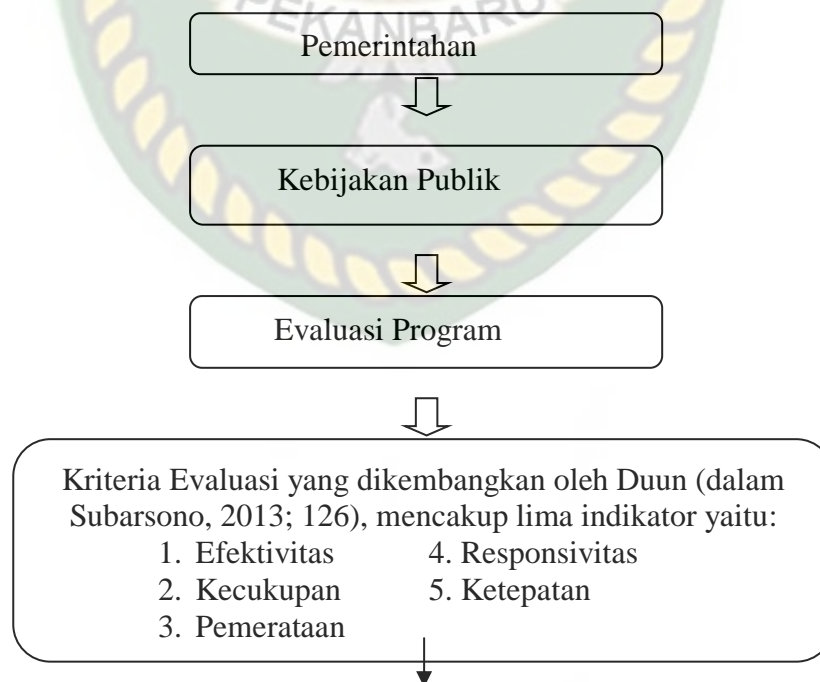 PEKANBARU
Pemerintahan
Kebijakan Publik
Evaluasi Program
Kriteria Evaluasi yang dikembangkan oleh Duun (dalam
Subarsono, 2013; 126), mencakup lima indikator yaitu:
1. Efektivitas 4. Responsivitas
2. Kecukupan 5. Ketepatan
3. Pemerataan